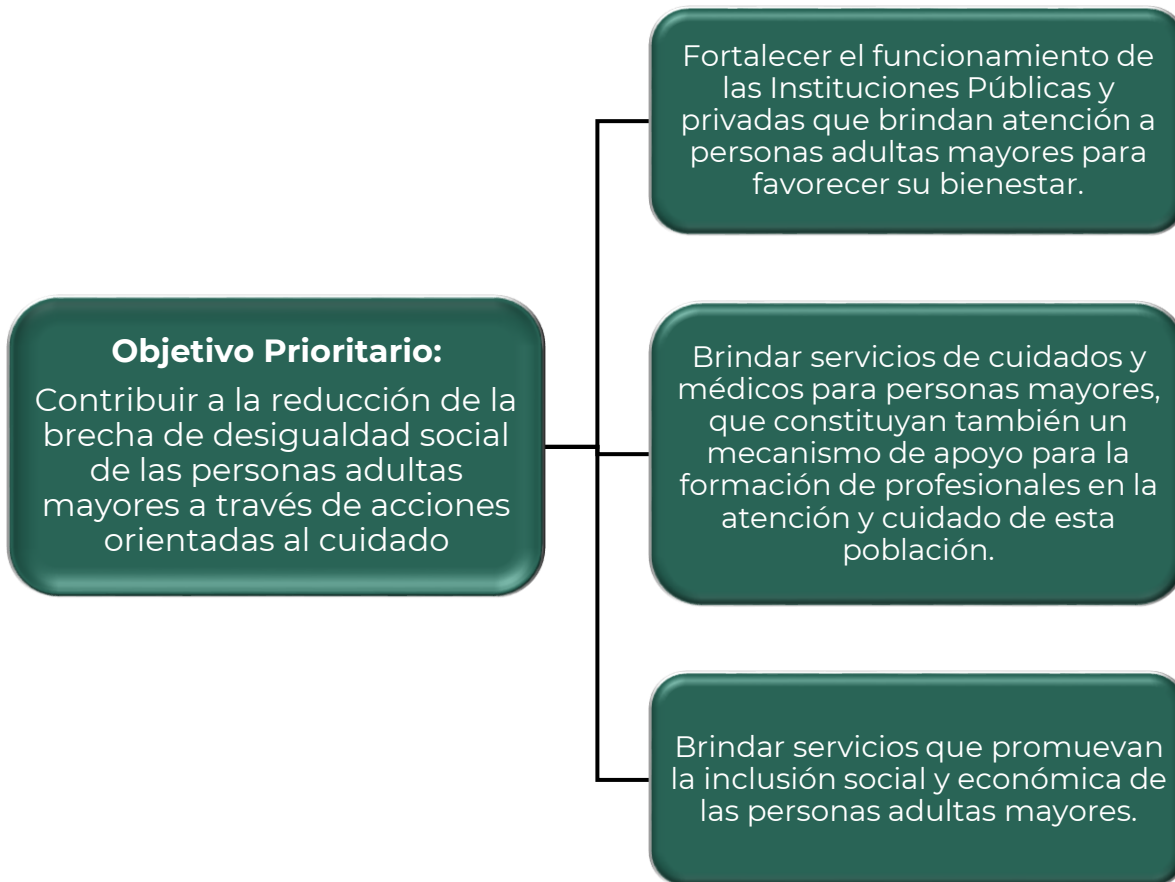 Objetivo Prioritario:
Contribuir a la reducción de la
brecha de desigualdad social
de las personas adultas
mayores a través de acciones
orientadas al cuidado
Fortalecer el funcionamiento de
las Instituciones Públicas y
privadas que brindan atención a
personas adultas mayores para
favorecer su bienestar.
Brindar servicios de cuidados y
médicos para personas mayores,
que constituyan también un
mecanismo de apoyo para la
formación de profesionales en la
atención y cuidado de esta
población.
Brindar servicios que promuevan
la inclusión social y económica de
las personas adultas mayores.